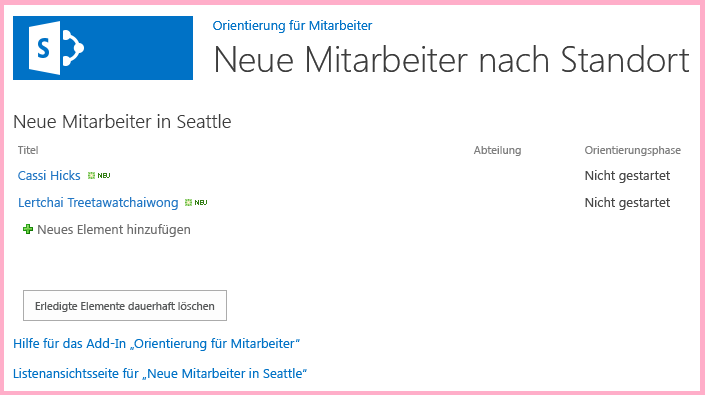 S
Orientierung für Mitarbeiter
Neue Mitarbeiter nach Standort
Neue Mitarbeiter in Seattle
Titel Abteilung Orientierungsphase
Cassi Hicks NEU Nicht gestartet
Lertchai Treetawatchaiwong NEU Nicht gestartet
Neues Element hinzufügen
Erledigte Elemente dauerhaft löschen
Hilfe für das Add-In „Orientierung für Mitarbeiter“
Listenansichtsseite für „Neue Mitarbeiter in Seattle“